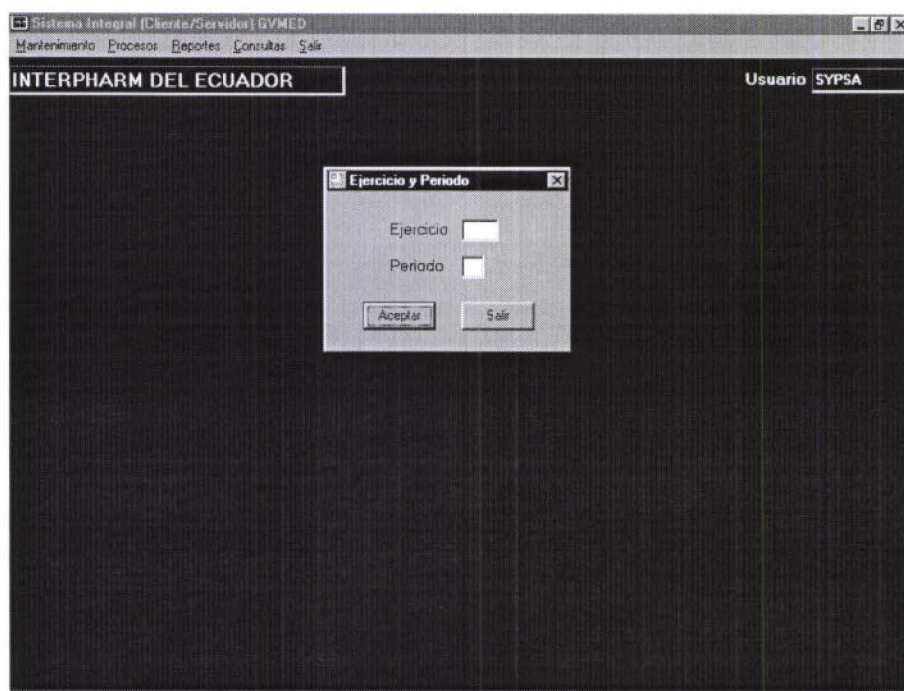 Sistema Integral (Cliente/Servidor) GVMED
Mantenimiento Procesos Reportes Consultas Salir
INTERPHARM DEL ECUADOR
Usuario SYPSA
Ejercicio y Periodo
Ejercicio
Periodo
Aceptar Salir